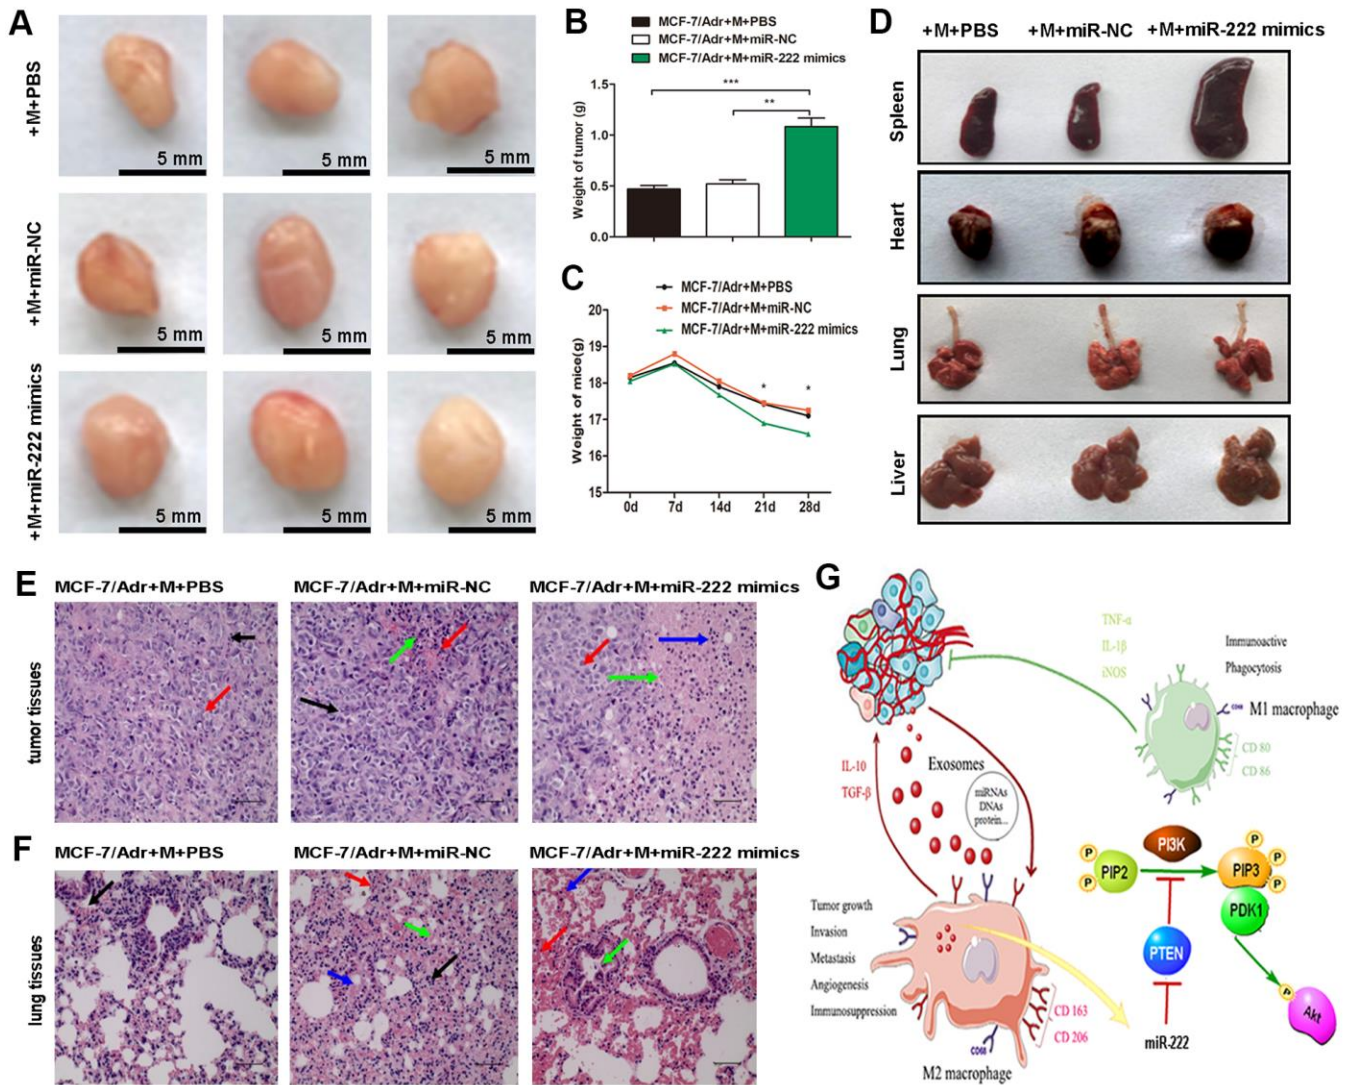 A
+M+PBS
5 mm
5 mm
5 mm
+M+miR-NC
5 mm
5 mm
5 mm
+M+miR-222 mimics
5 mm
5 mm
5 mm
B
MCF-7/Adr+M+PBS
MCF-7/Adr+M+miR-NC
MCF-7/Adr+M+miR-222 mimics
Weight of tumor (g)
1.5
1.0
0.5
0.0
***
**
C
MCF-7/Adr+M+PBS
MCF-7/Adr+M+miR-NC
MCF-7/Adr+M+miR-222 mimics
Weight of mice(g)
20
19
18
17
16
15
* *
0d 7d 14d 21d 28d
D
+M+PBS +M+miR-NC +M+miR-222 mimics
Spleen
Heart
Lung
Liver
E
MCF-7/Adr+M+PBS MCF-7/Adr+M+miR-NC MCF-7/Adr+M+miR-222 mimics
tumor tissues
F
MCF-7/Adr+M+PBS MCF-7/Adr+M+miR-NC MCF-7/Adr+M+miR-222 mimics
lung tissues
G
TNF-α
IL-1β
iNOS
Immunoactive
Phagocytosis
CD68
M1 macrophage
CD 80
CD 86
IL-10
TGF-β
Exosomes
miRNAs
DNAs
protein...
Tumor growth
Invasion
Metastasis
Angiogenesis
Immunosuppression
CD 163
CD 206
CD68
M2 macrophage
PI3K
P
P
PIP2
P
P
P
PIP3
PDK1
PTEN
P
Akt
miR-222